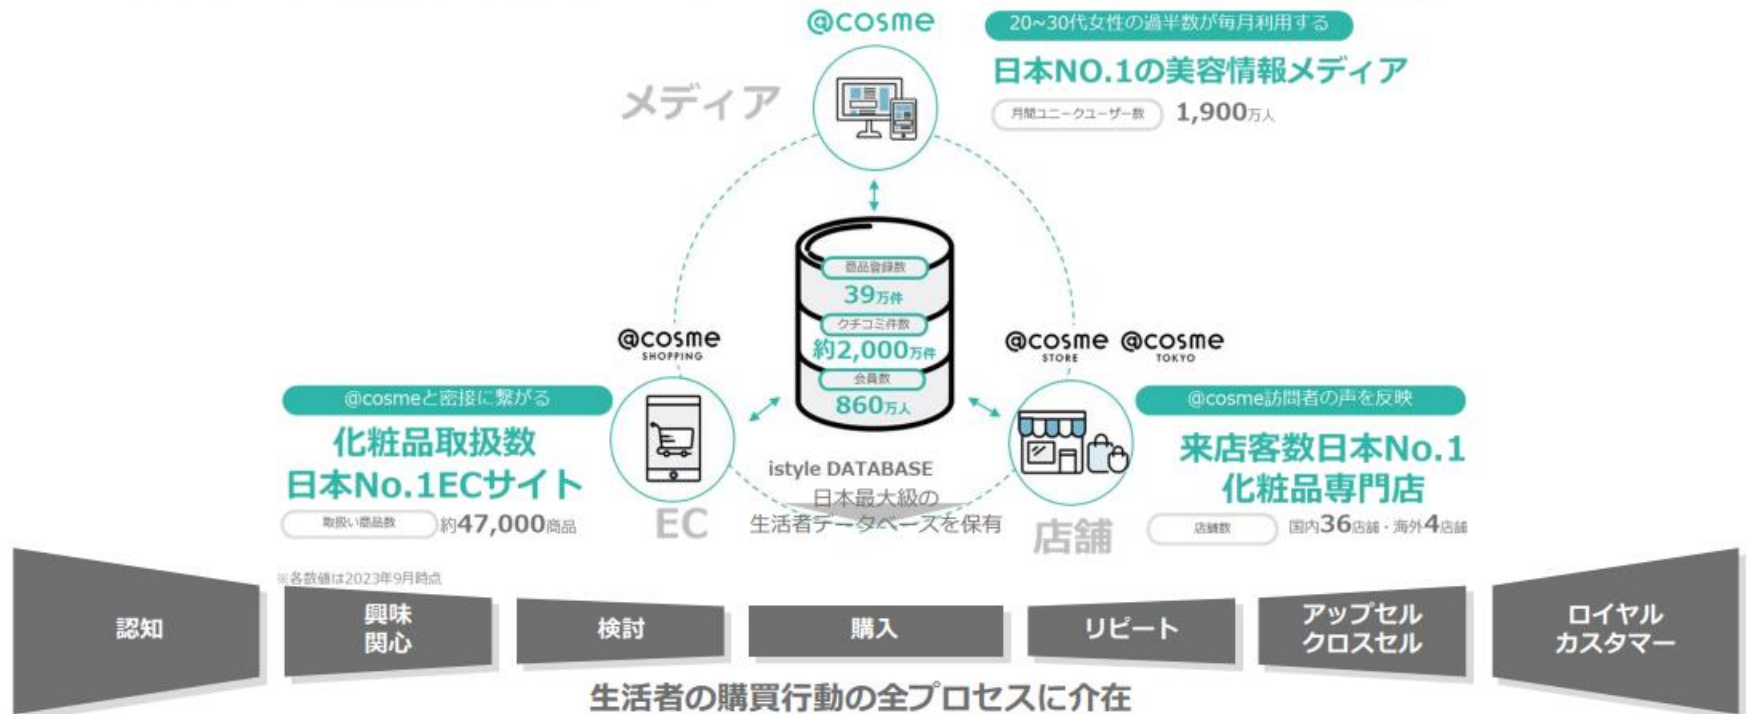 @cosme
20~30代女性の過半数が毎月利用する
日本NO.1の美容情報メディア
月間ユニークユーザー数 1,900万人
メディア
商品登録数
39万件
クチコミ件数
約2,000万件
会員数
860万人
istyle DATABASE
日本最大級の
生活者データベースを保有
@cosme
SHOPPING
@cosmeと密接に繋がる
化粧品取扱数
日本No.1ECサイト
取扱い商品数 約47,000商品
EC
@cosme @cosme
STORE TOKYO
@cosme訪問者の声を反映
来店客数日本No.1
化粧品専門店
店舗数 国内36店舗・海外4店舗
店舗
※各数値は2023年9月時点
認知
興味
関心
検討
購入
リピート
アップセル
クロスセル
ロイヤル
カスタマー
生活者の購買行動の全プロセスに介在